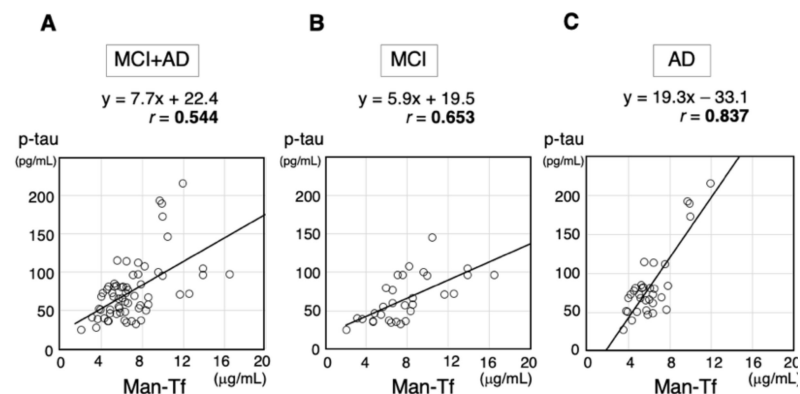 A
MCI+AD
y = 7.7x + 22.4
r = 0.544
p-tau
(pg/mL)
200
150
100
50
0
0 4 8 12 16 20
Man-Tf (μg/mL)
B
MCI
y = 5.9x + 19.5
r = 0.653
p-tau
(pg/mL)
200
150
100
50
0
0 4 8 12 16 20
Man-Tf (μg/mL)
C
AD
y = 19.3x − 33.1
r = 0.837
p-tau
(pg/mL)
200
150
100
50
0
0 4 8 12 16 20
Man-Tf (μg/mL)